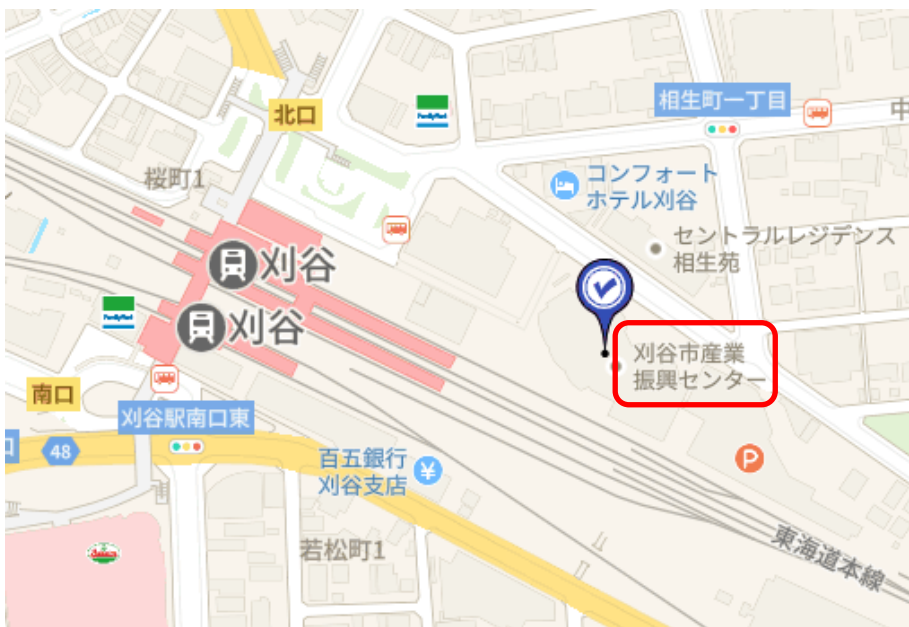 北口
FamilyMart
相生町一丁目
中
桜町1
コンフォート
ホテル刈谷
セントラルレジデンス
相生苑
刈谷
刈谷
FamilyMart
刈谷市産業
振興センター
P
南口
刈谷駅南口東
口
48
百五銀行
刈谷支店
¥
若松町1
東海道本線